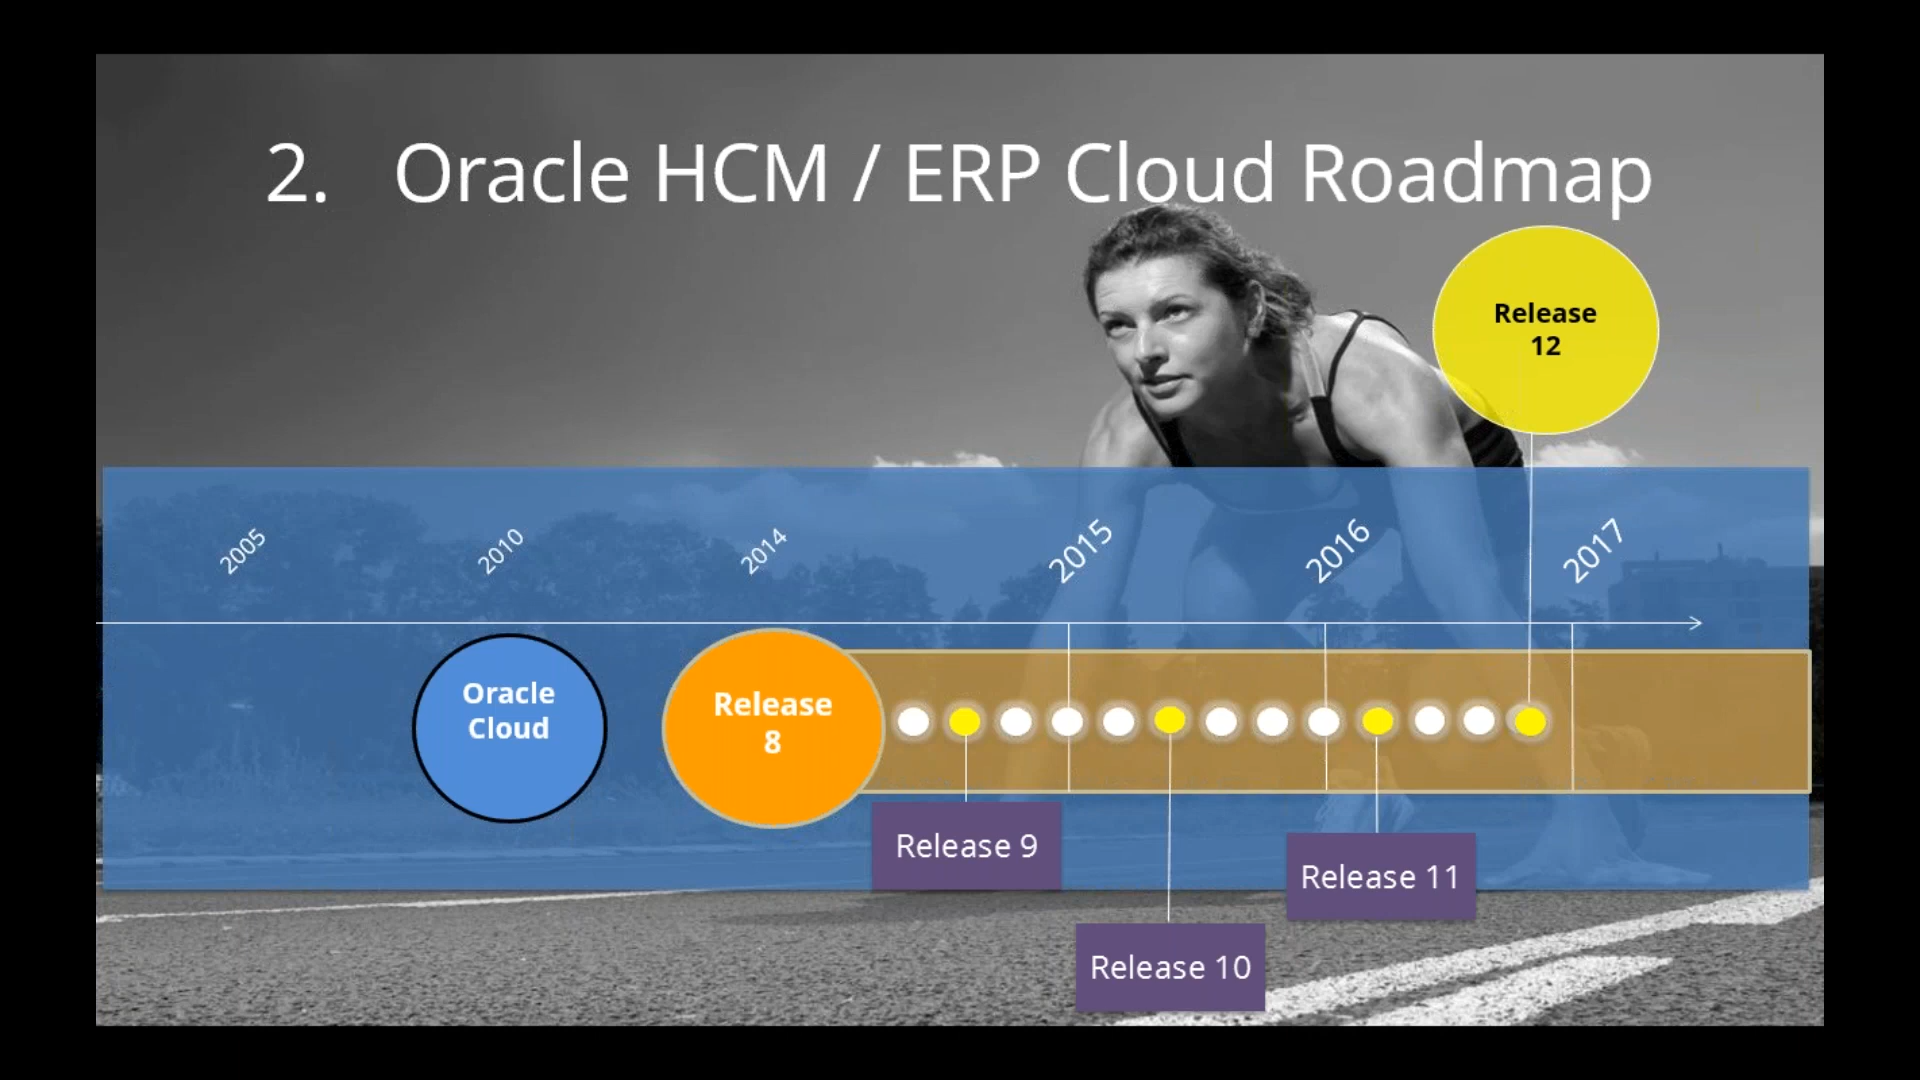 2. Oracle HCM / ERP Cloud Roadmap
Release
12
2005
2010
2014
2015
2016
2017
Oracle
Cloud
Release
8
Release 9
Release 11
Release 10